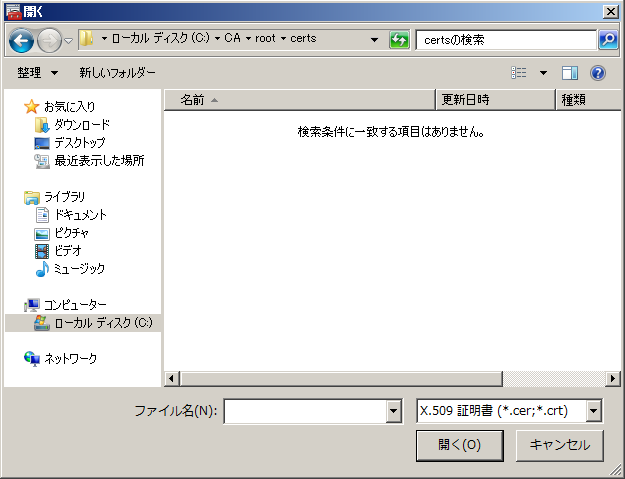 開く
ローカル ディスク (C:) CA root certs
certsの検索
整理 新しいフォルダー
名前 更新日時 種類
検索条件に一致する項目はありません。
お気に入り
ダウンロード
デスクトップ
最近表示した場所
ライブラリ
ドキュメント
ピクチャ
ビデオ
ミュージック
コンピューター
ローカル ディスク (C:)
ネットワーク
ファイル名(N):
X.509 証明書 (*.cer;*.crt)
開く(O) キャンセル